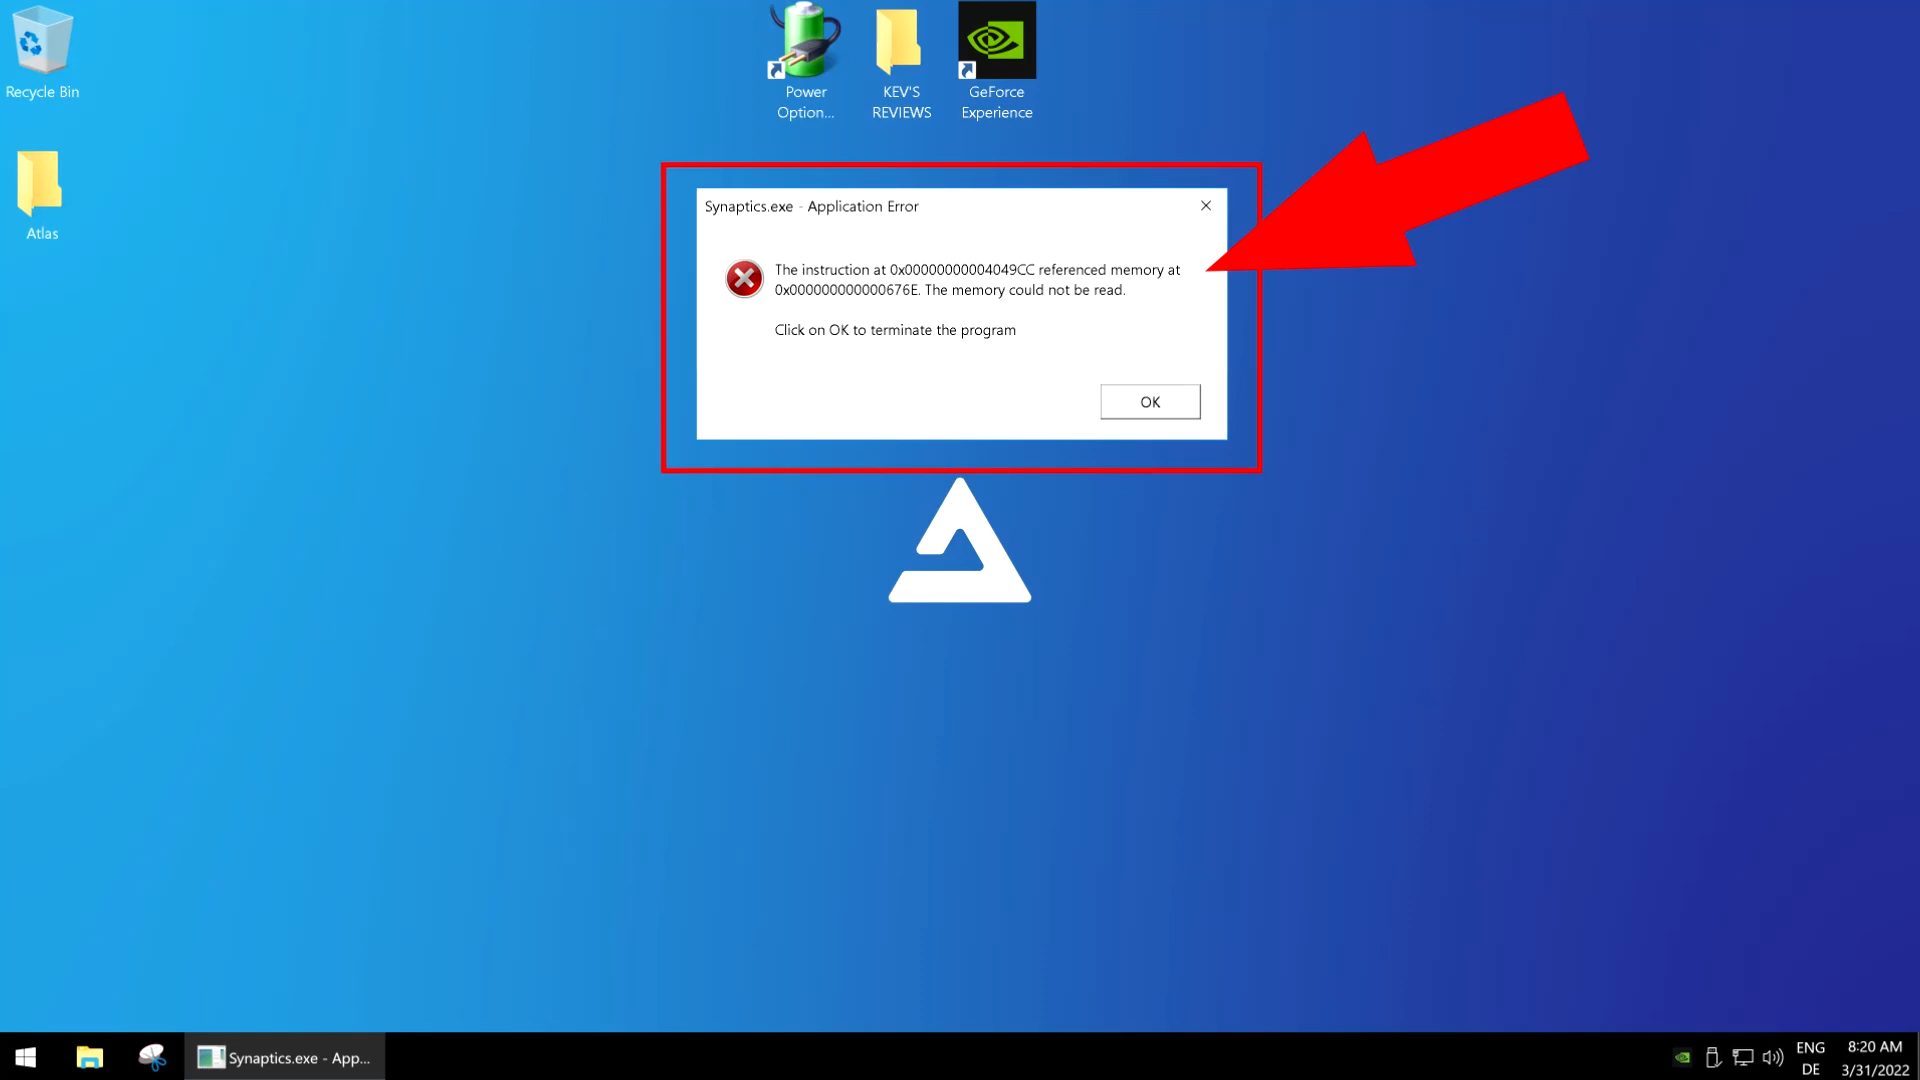 Recycle Bin
Power
Option...
KEV'S
REVIEWS
GeForce
Experience
Atlas
Synaptics.exe - Application Error
The instruction at 0x00000000004049CC referenced memory at
0x000000000000676E. The memory could not be read.
Click on OK to terminate the program
OK
Synaptics.exe - App...
ENG
DE
8:20 AM
3/31/2022